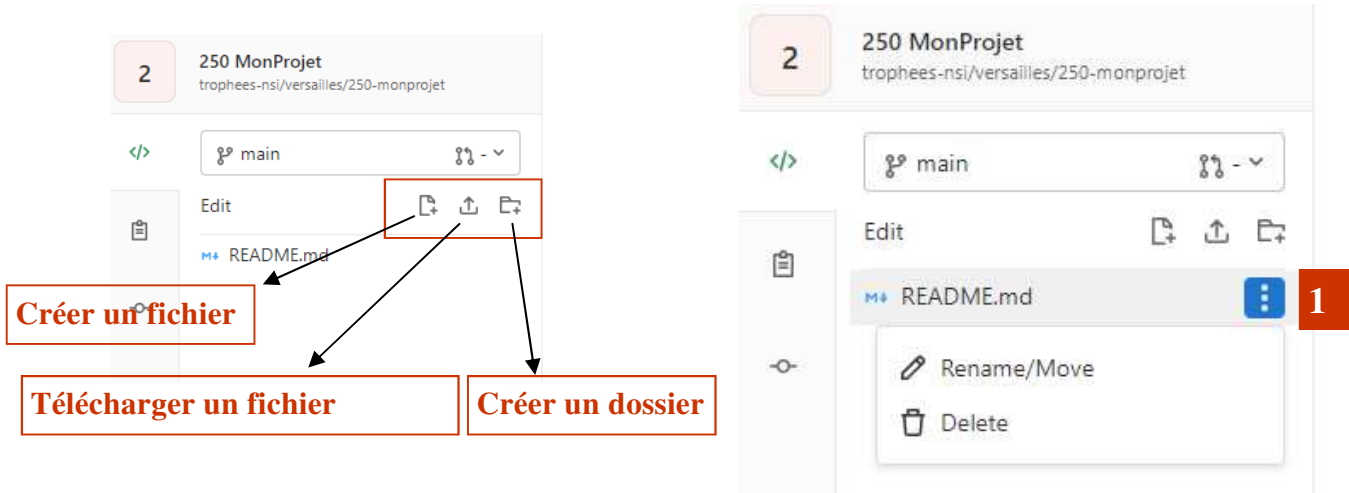 2
250 MonProjet
trophees-nsi/versailles/250-monprojet
</>
main
-
Edit
M↓ README.md
Créer un fichier
Télécharger un fichier
Créer un dossier
2
250 MonProjet
trophees-nsi/versailles/250-monprojet
</>
main
-
Edit
M↓ README.md
1
Rename/Move
Delete